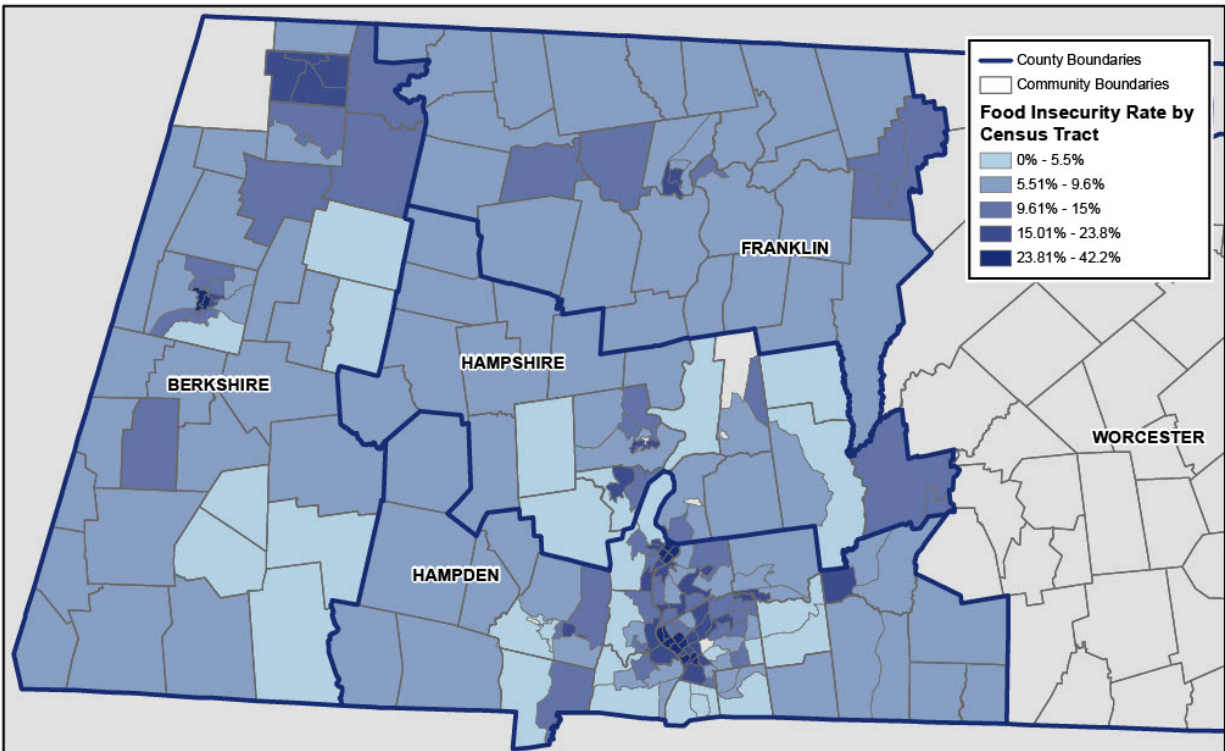 County Boundaries
Community Boundaries
Food Insecurity Rate by
Census Tract
0% - 5.5%
5.51% - 9.6%
9.61% - 15%
15.01% - 23.8%
23.81% - 42.2%
FRANKLIN
HAMPSHIRE
BERKSHIRE
WORCESTER
HAMPDEN